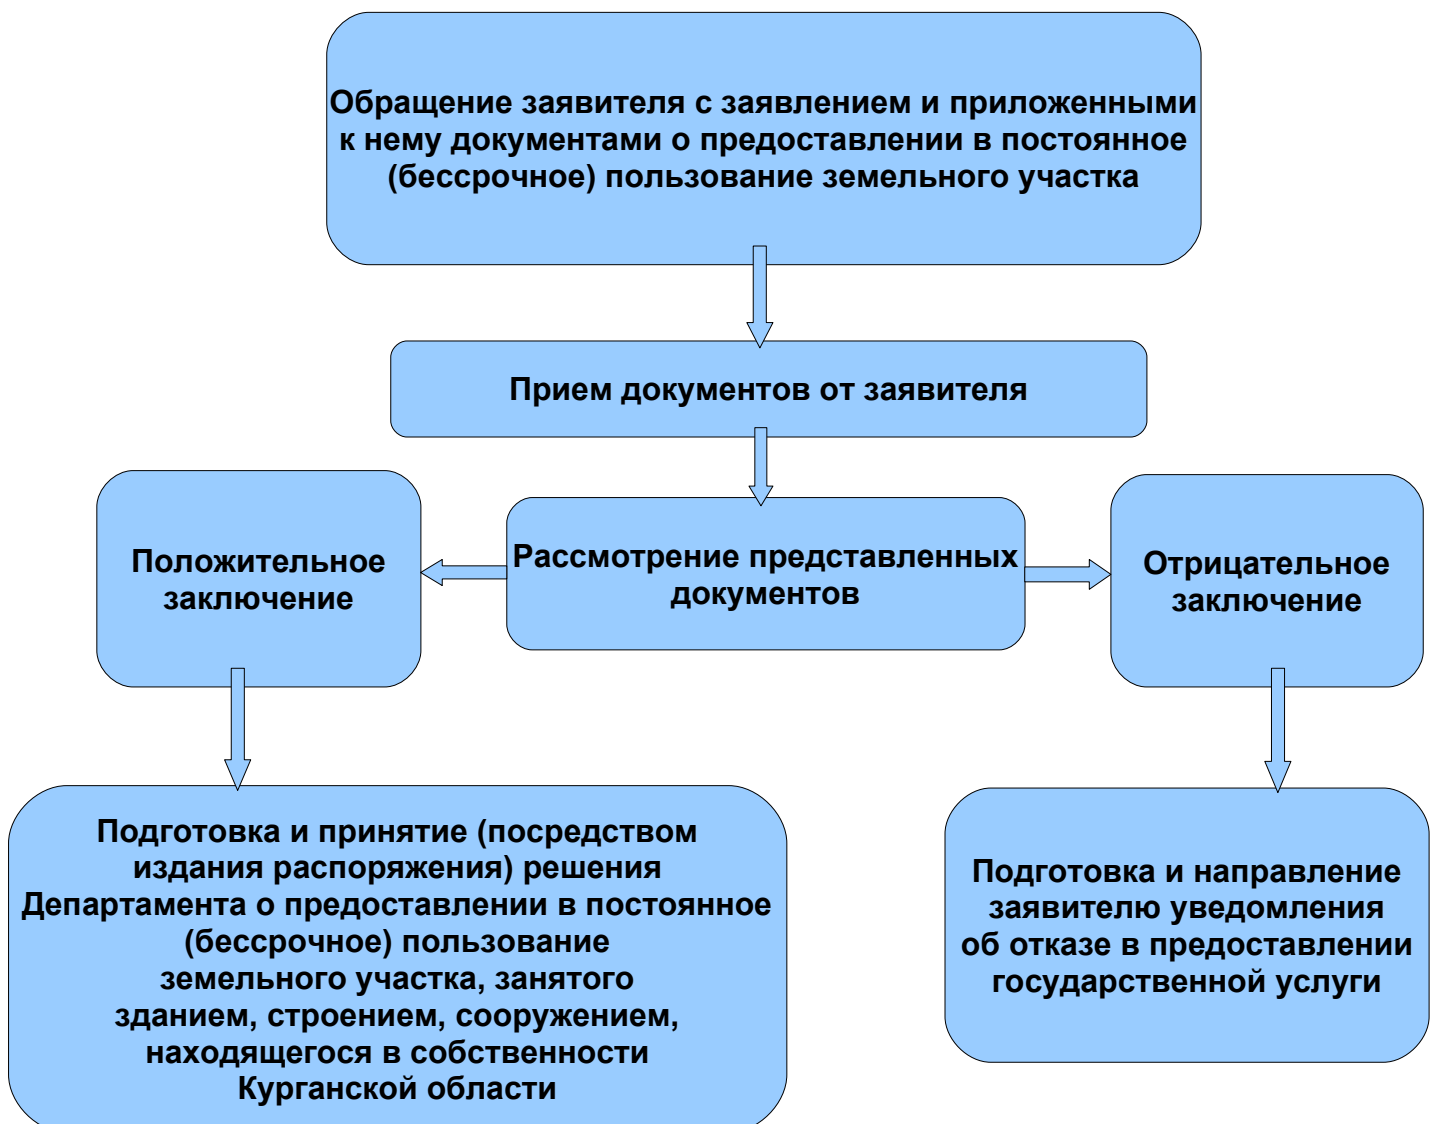 Обращение заявителя с заявлением и приложенными
к нему документами о предоставлении в постоянное
(бессрочное) пользование земельного участка
Прием документов от заявителя
Положительное
заключение
Рассмотрение представленных
документов
Отрицательное
заключение
Подготовка и принятие (посредством
издания распоряжения) решения
Департамента о предоставлении в постоянное
(бессрочное) пользование
земельного участка, занятого
зданием, строением, сооружением,
находящегося в собственности
Курганской области
Подготовка и направление
заявителю уведомления
об отказе в предоставлении
государственной услуги